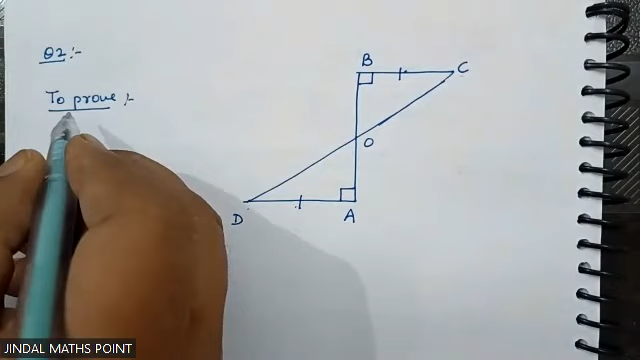 Q2:-
To prove :-
B
C
O
D
A
JINDAL MATHS POINT